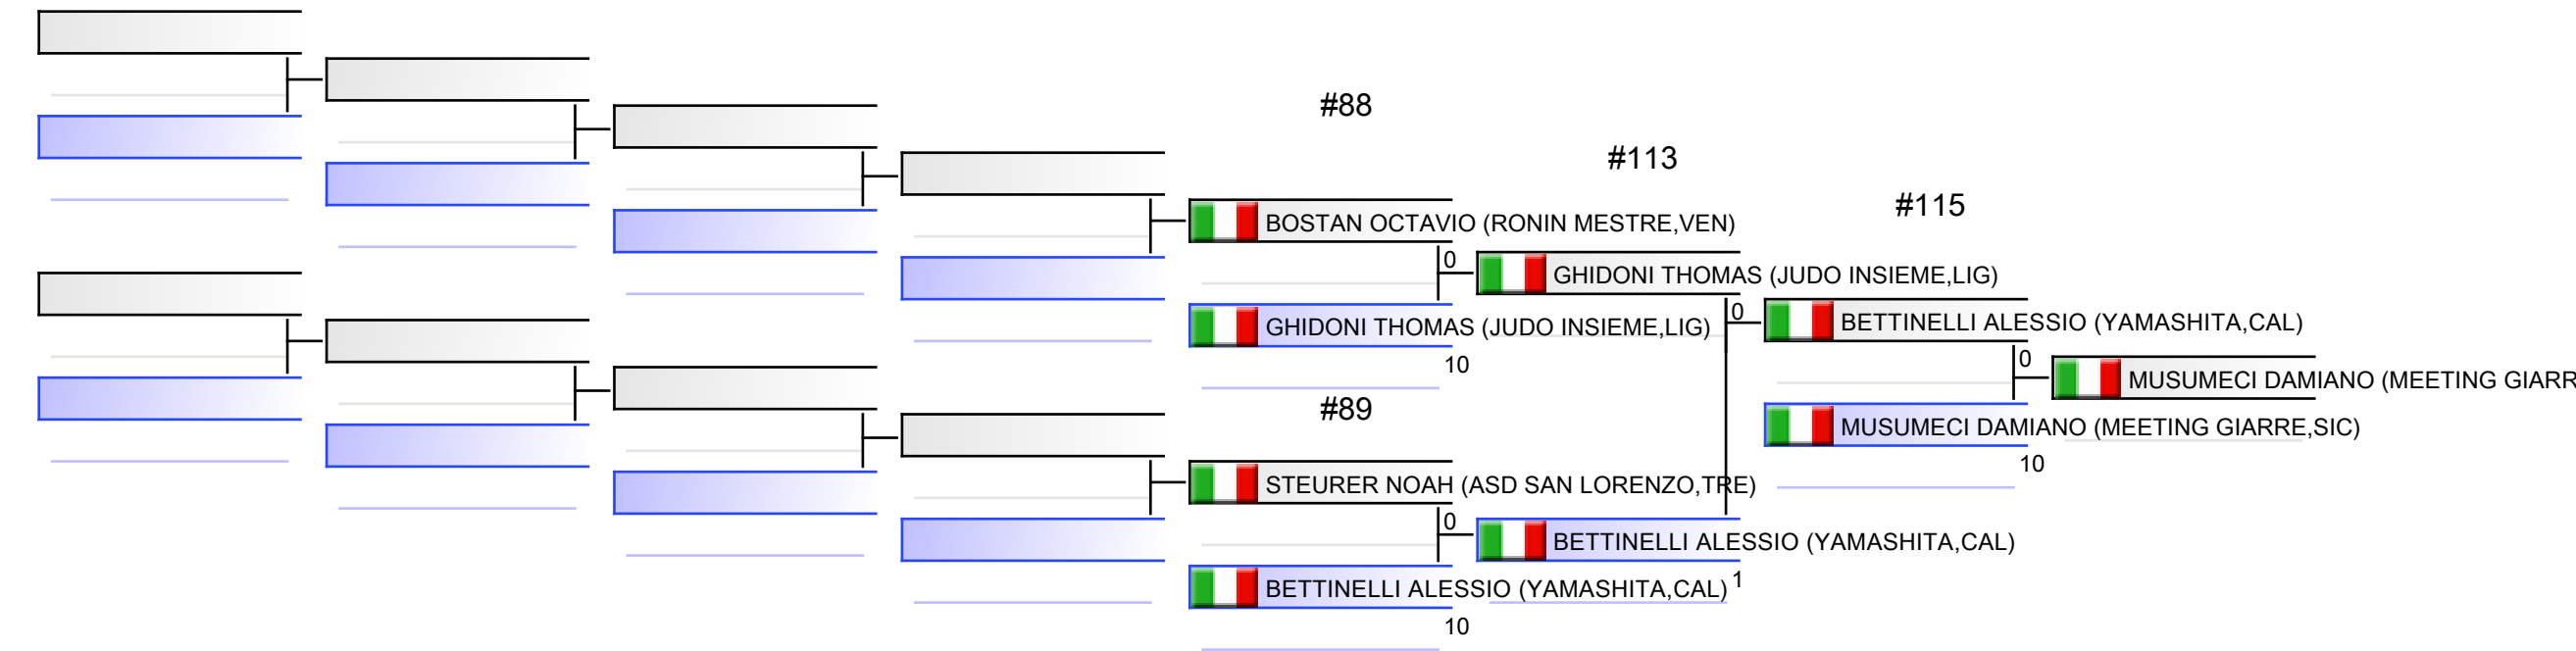 #88
#113
#115
BOSTAN OCTAVIO (RONIN MESTRE,VEN)
0
GHIDONI THOMAS (JUDO INSIEME,LIG)
0
BETTINELLI ALESSIO (YAMASHITA,CAL)
GHIDONI THOMAS (JUDO INSIEME,LIG)
10
0
MUSUMECI DAMIANO (MEETING GIARR
#89
MUSUMECI DAMIANO (MEETING GIARRE,SIC)
10
STEURER NOAH (ASD SAN LORENZO,TRE)
0
BETTINELLI ALESSIO (YAMASHITA,CAL)
1
BETTINELLI ALESSIO (YAMASHITA,CAL)
10